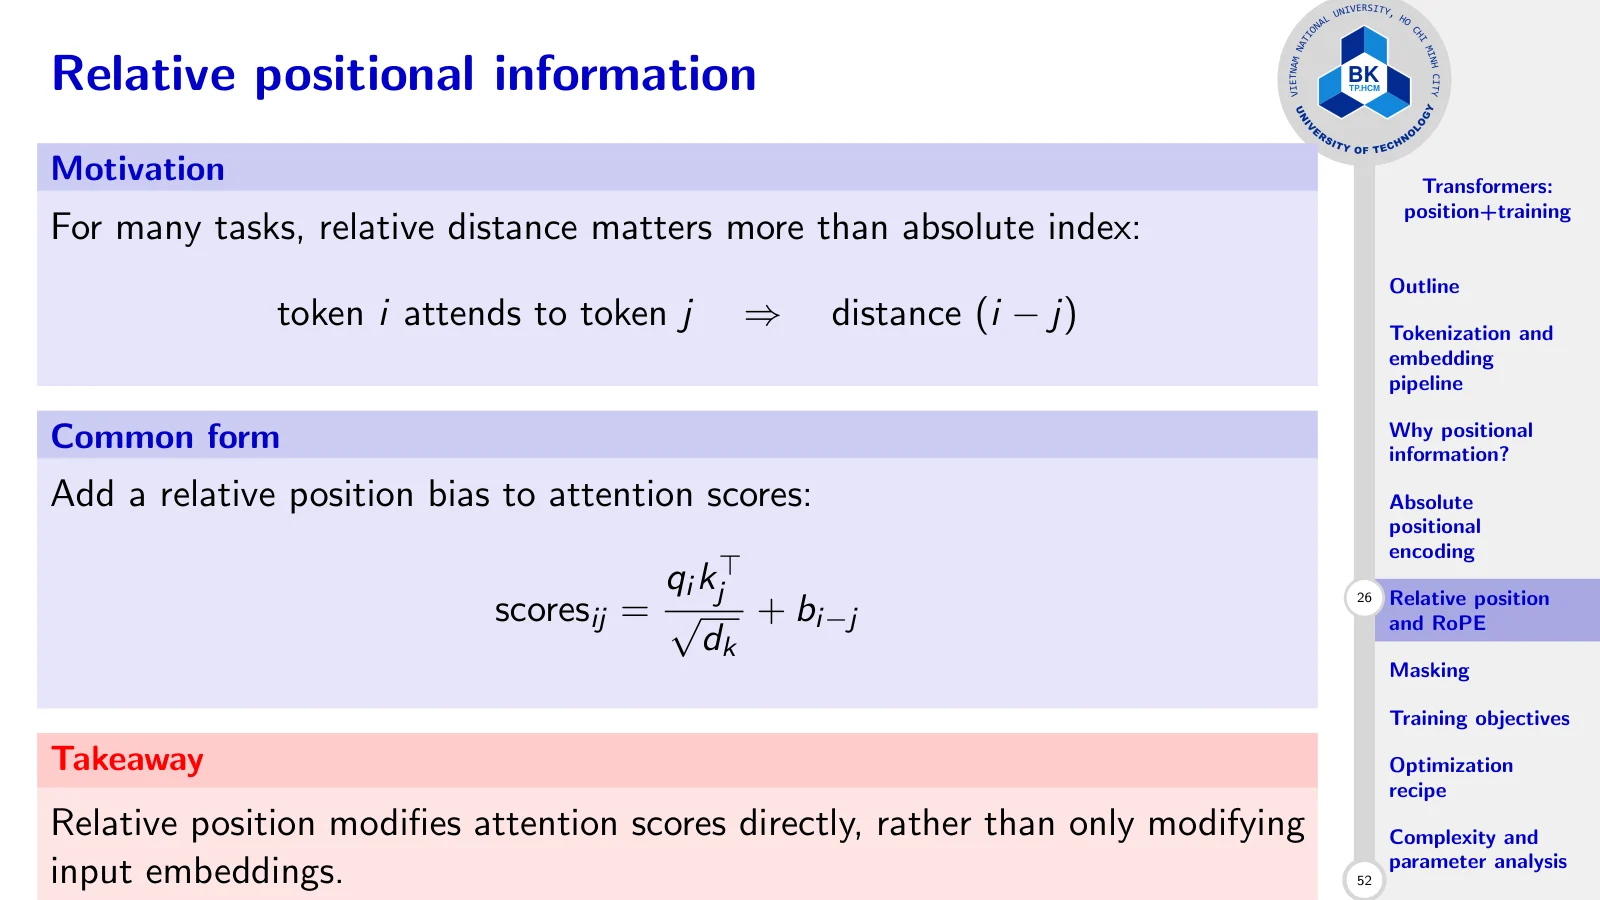 Relative positional information
VIETNAM NATIONAL UNIVERSITY, HO CHI MINH CITY
BK
TP.HCM
UNIVERSITY OF TECHNOLOGY
Motivation
For many tasks, relative distance matters more than absolute index:
token i attends to token j ⇒ distance (i − j)
Common form
Add a relative position bias to attention scores:
scores_{ij} = \frac{q_i k_j^⊤}{\sqrt{d_k}} + b_{i−j}
Takeaway
Relative position modifies attention scores directly, rather than only modifying
input embeddings.
Transformers:
position+training
Outline
Tokenization and
embedding
pipeline
Why positional
information?
Absolute
positional
encoding
26
Relative position
and RoPE
Masking
Training objectives
Optimization
recipe
Complexity and
parameter analysis
52